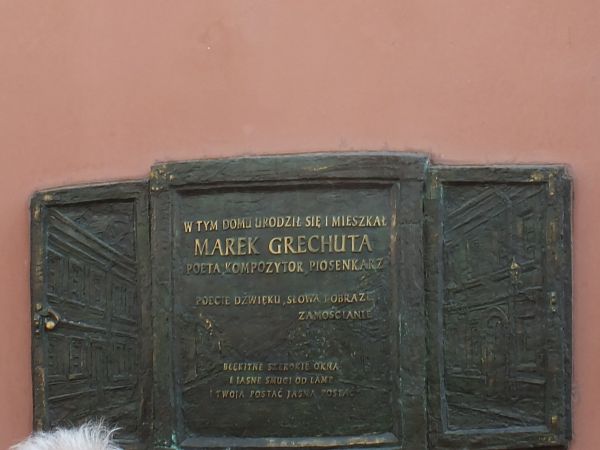 W TYM DOMU URODZIŁ SIĘ I MIESZKAŁ
MAREK GRECHUTA
POETA KOMPOZYTOR PIOSENKARZ
POECIE DŹWIĘKU, SŁOWA I OBRAZU
ZAMOŚCIANIE
BŁĘKITNE SZEROKIE OKNA
I JASNE SMUGI OD LAMP
I TWOJA POSTAĆ JASNA POSTAĆ